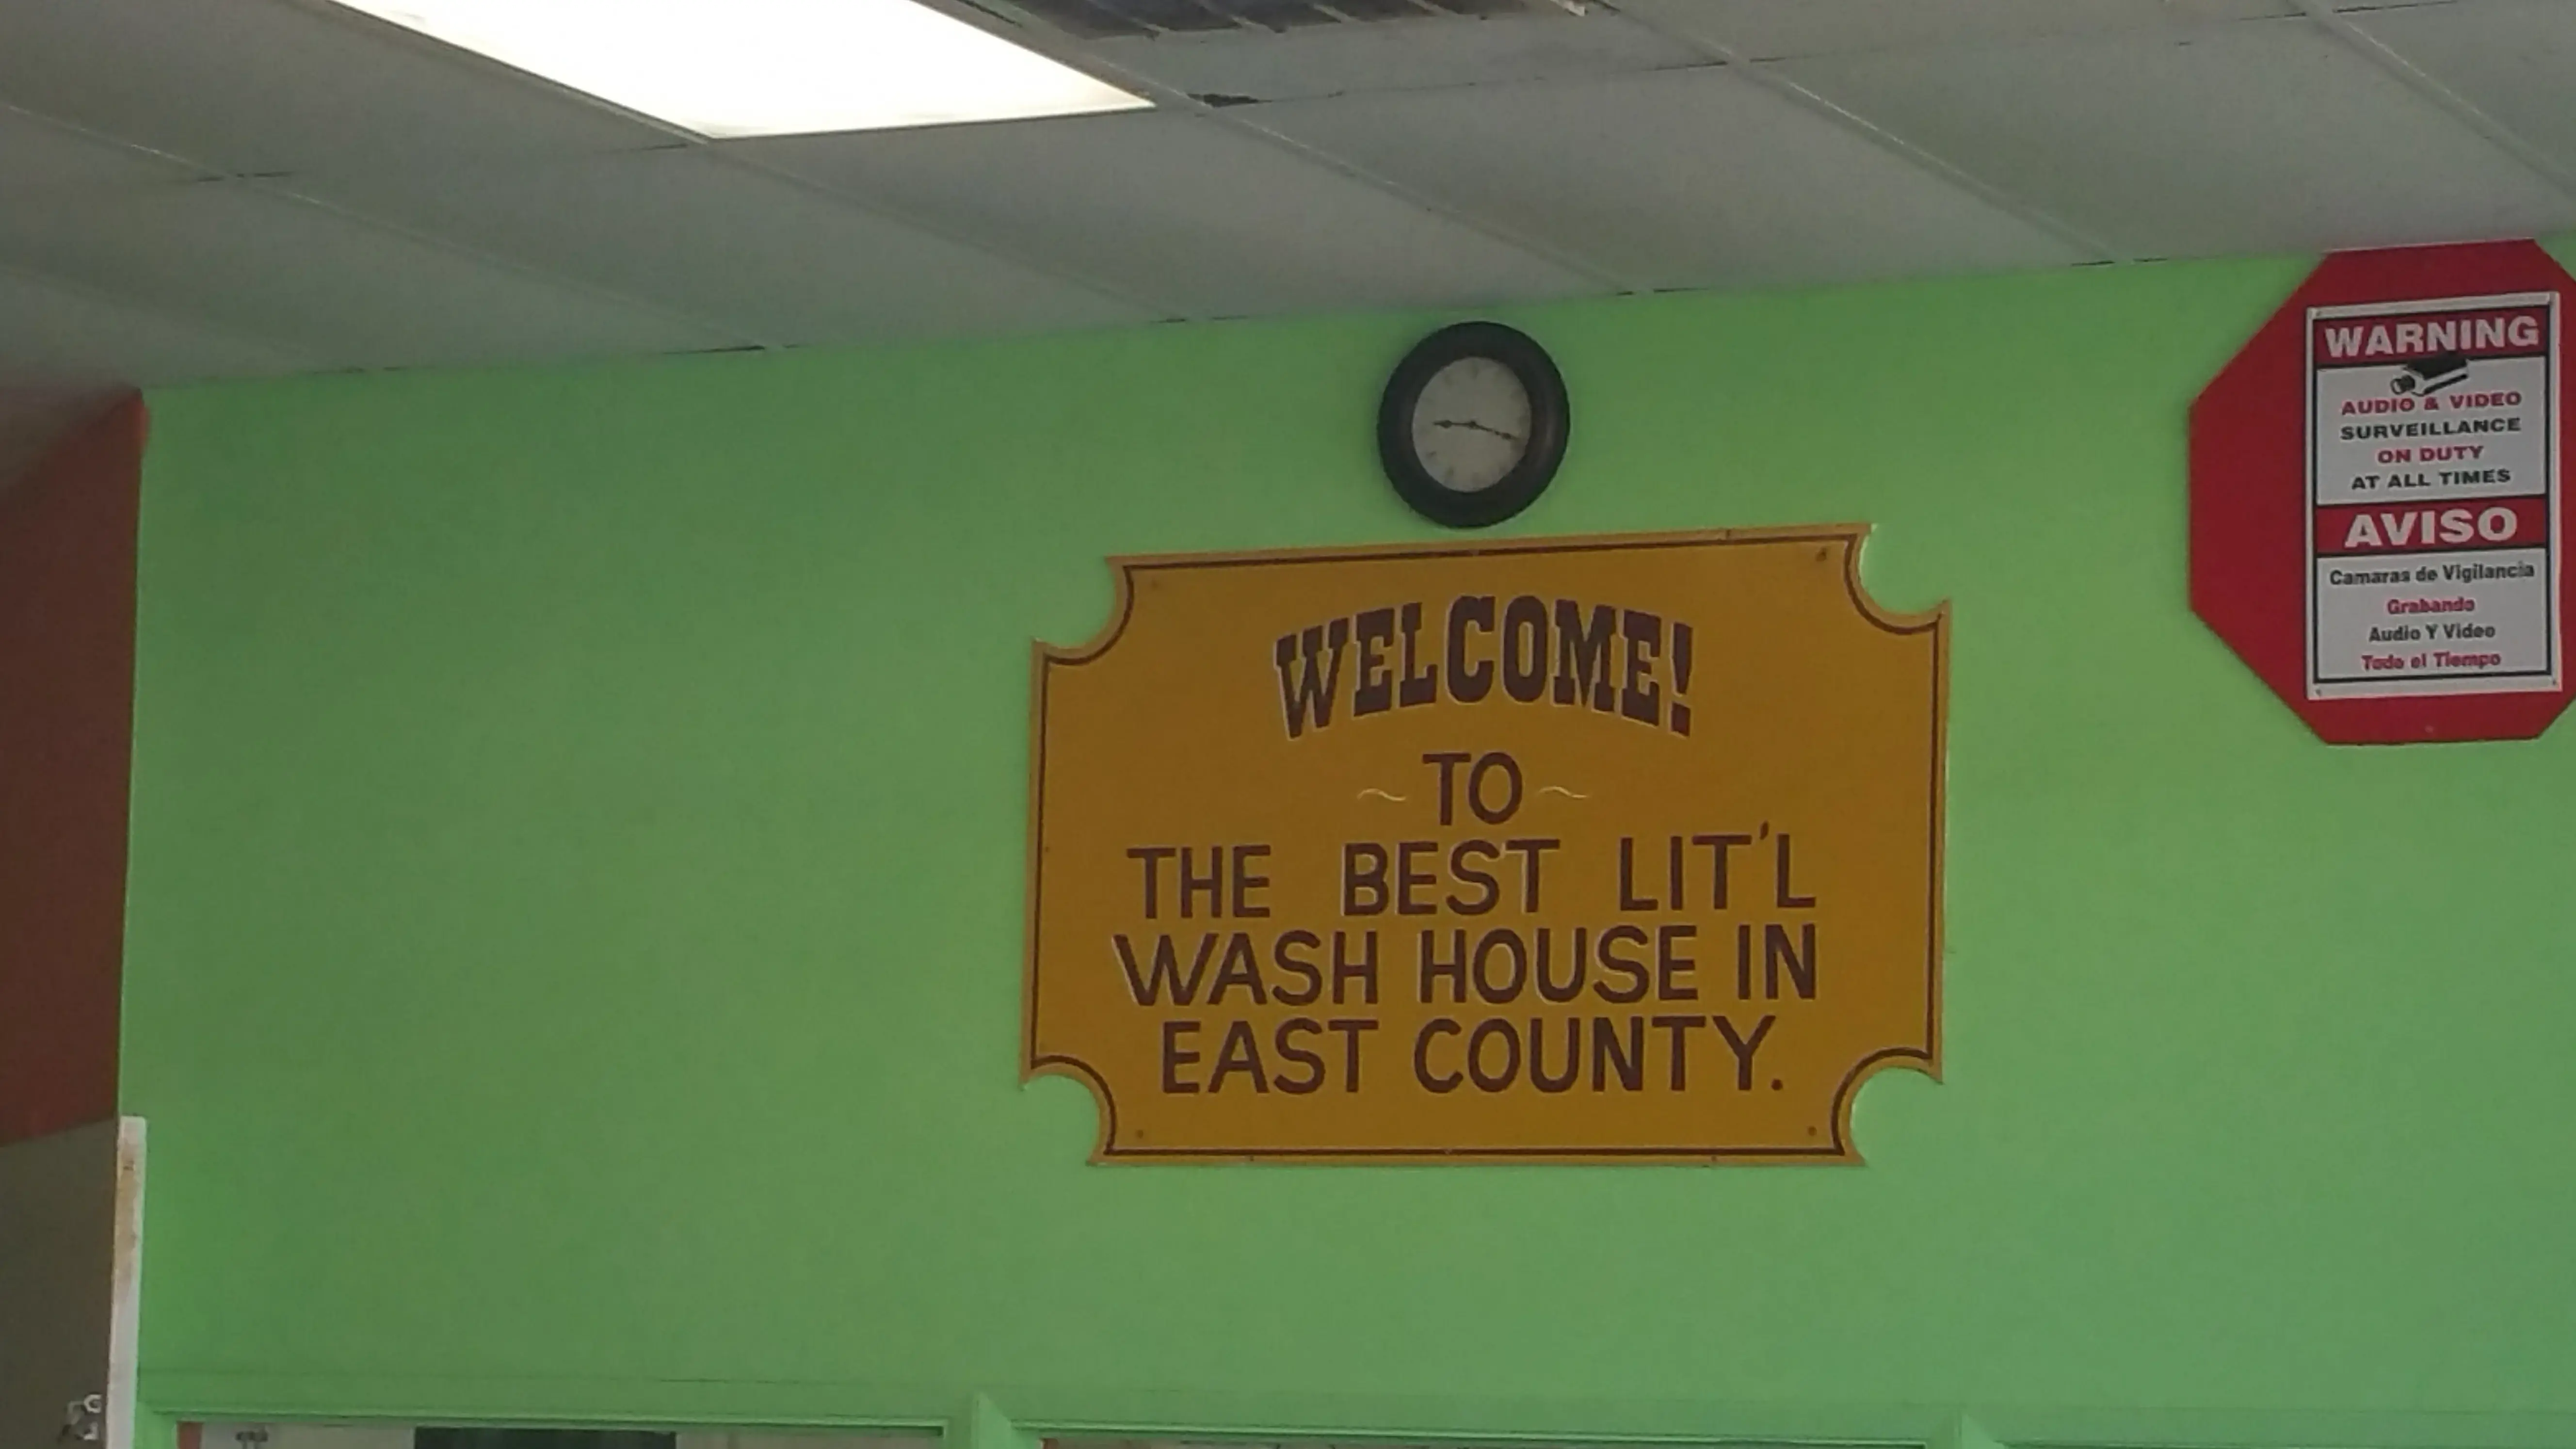 WELCOME!
~ TO ~
THE BEST LIT'L
WASH HOUSE IN
EAST COUNTY.
WARNING
AUDIO & VIDEO
SURVEILLANCE
ON DUTY
AT ALL TIMES
AVISO
Camaras de Vigilancia
Grabando
Audio Y Video
Todo el Tiempo